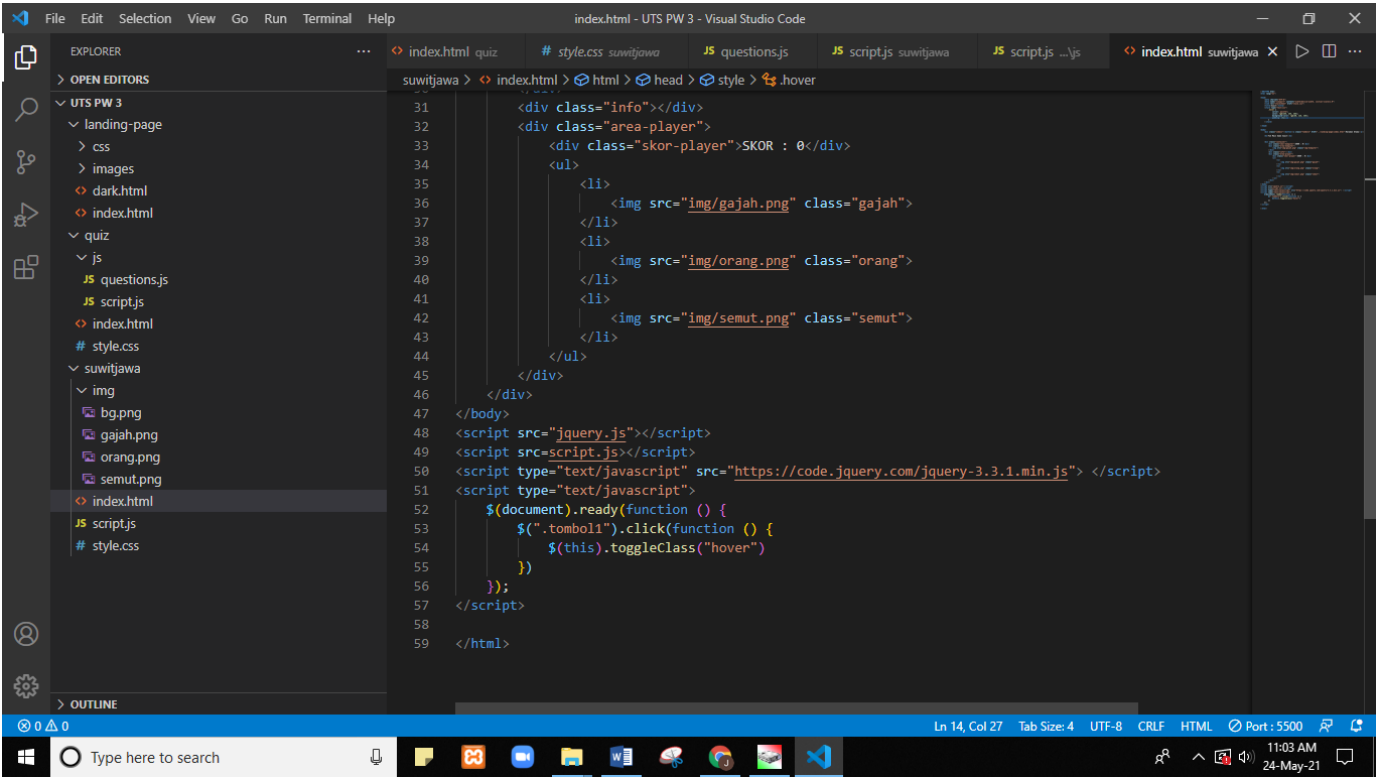 File Edit Selection View Go Run Terminal Help
index.html - UTS PW 3 - Visual Studio Code
EXPLORER
index.html quiz
# style.css suwitjawa
JS questions.js
JS script.js suwitjawa
JS script.js ...\js
index.html suwitjawa
OPEN EDITORS
suwitjawa > index.html > html > head > style > .hover
UTS PW 3
landing-page
css
images
dark.html
index.html
quiz
js
JS questions.js
JS script.js
index.html
# style.css
suwitjawa
img
bg.png
gajah.png
orang.png
semut.png
index.html
JS script.js
# style.css
OUTLINE
31 <div class="info"></div>
32 <div class="area-player">
33 <div class="skor-player">SKOR : 0</div>
34 <ul>
35 <li>
36 <img src="img/gajah.png" class="gajah">
37 </li>
38 <li>
39 <img src="img/orang.png" class="orang">
40 </li>
41 <li>
42 <img src="img/semut.png" class="semut">
43 </li>
44 </ul>
45 </div>
46 </div>
47 </body>
48 <script src="jquery.js"></script>
49 <script src=script.js></script>
50 <script type="text/javascript" src="https://code.jquery.com/jquery-3.3.1.min.js"> </script>
51 <script type="text/javascript">
52 $(document).ready(function () {
53 $(".tombol1").click(function () {
54 $(this).toggleClass("hover")
55 })
56 });
57 </script>
58
59 </html>
0 0
Ln 14, Col 27 Tab Size: 4 UTF-8 CRLF HTML Port : 5500
Type here to search
11:03 AM
24-May-21